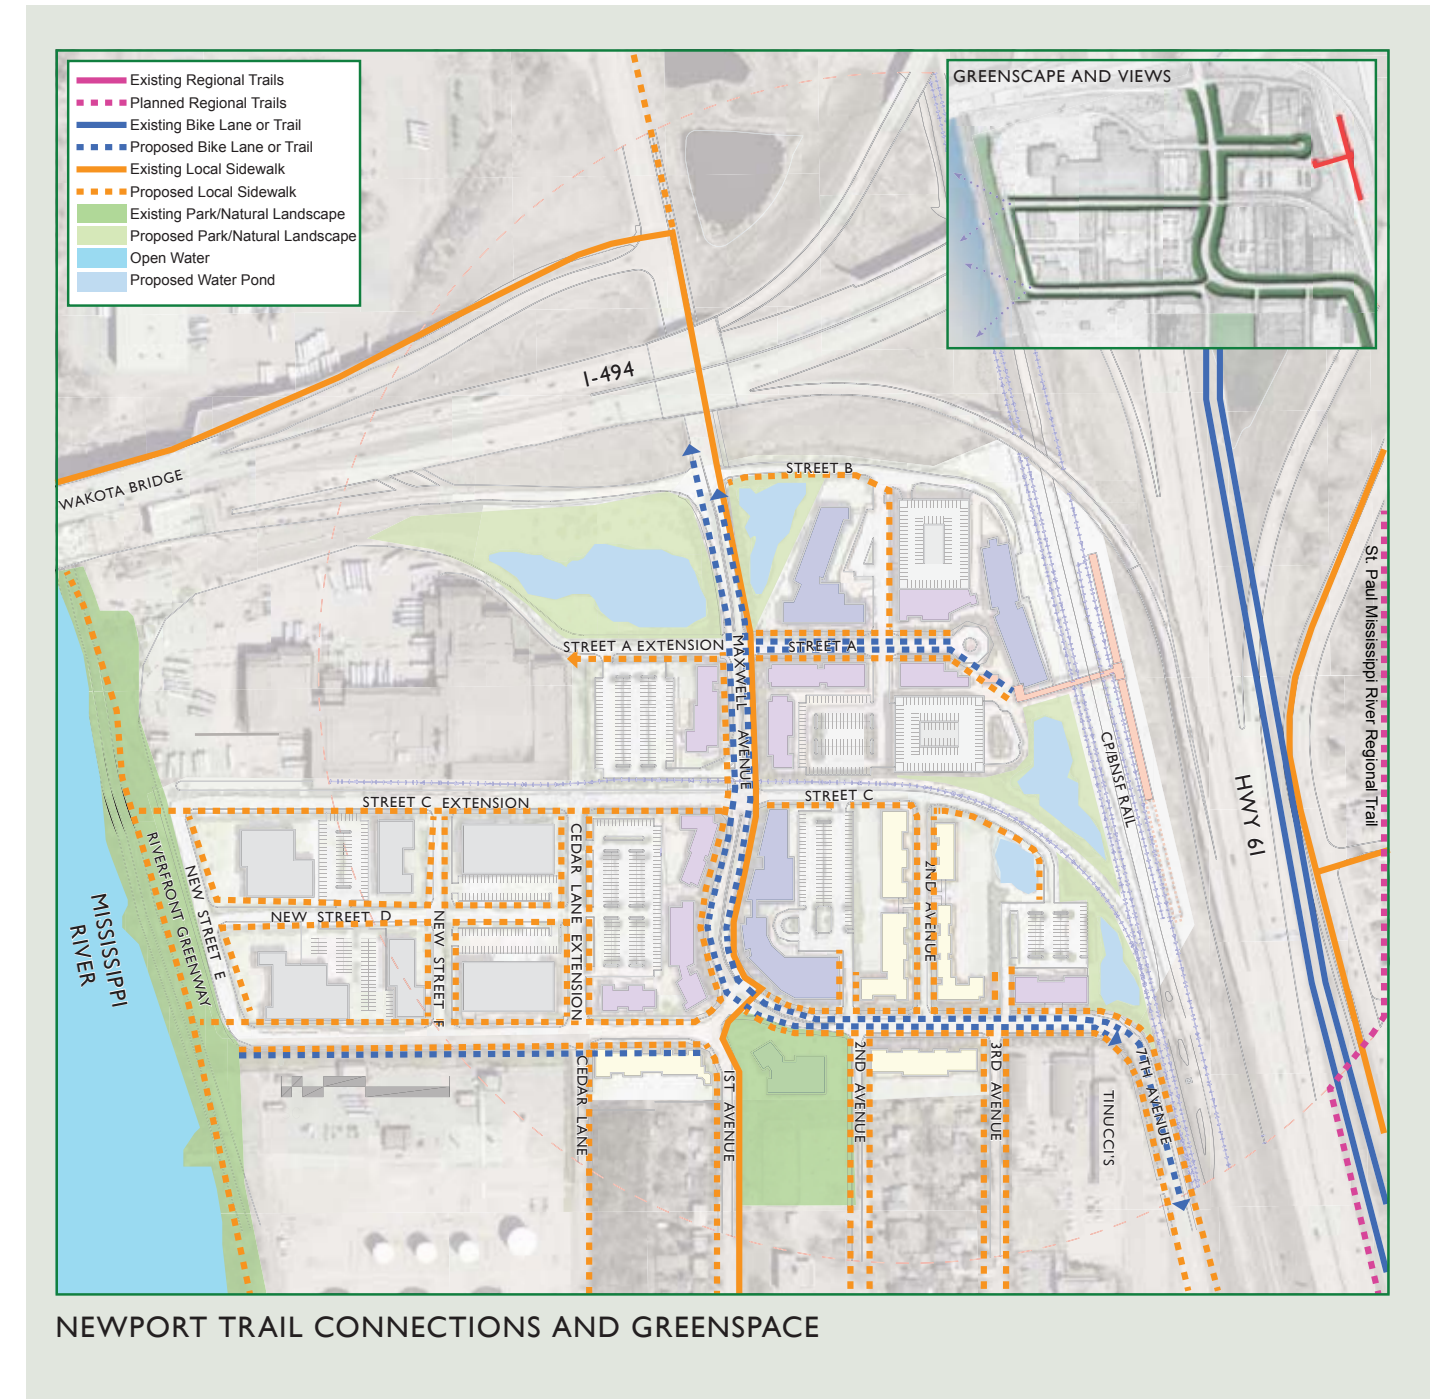 Existing Regional Trails
Planned Regional Trails
Existing Bike Lane or Trail
Proposed Bike Lane or Trail
Existing Local Sidewalk
Proposed Local Sidewalk
Existing Park/Natural Landscape
Proposed Park/Natural Landscape
Open Water
Proposed Water Pond
GREENSCAPE AND VIEWS
I-494
WAKOTA BRIDGE
STREET B
STREET A EXTENSION
STREET A
MAXWELL AVENUE
St. Paul Mississippi River Regional Trail
CP/BNSF RAIL
HWY 61
STREET C EXTENSION
STREET C
RIVERFRONT GREENWAY
NEW STREET E
NEW STREET D
NEW STREET F
CEDAR LANE EXTENSION
2ND AVENUE
MISSISSIPPI
RIVER
CEDAR LANE
1ST AVENUE
2ND AVENUE
3RD AVENUE
TINUCCI'S
7TH AVENUE
NEWPORT TRAIL CONNECTIONS AND GREENSPACE